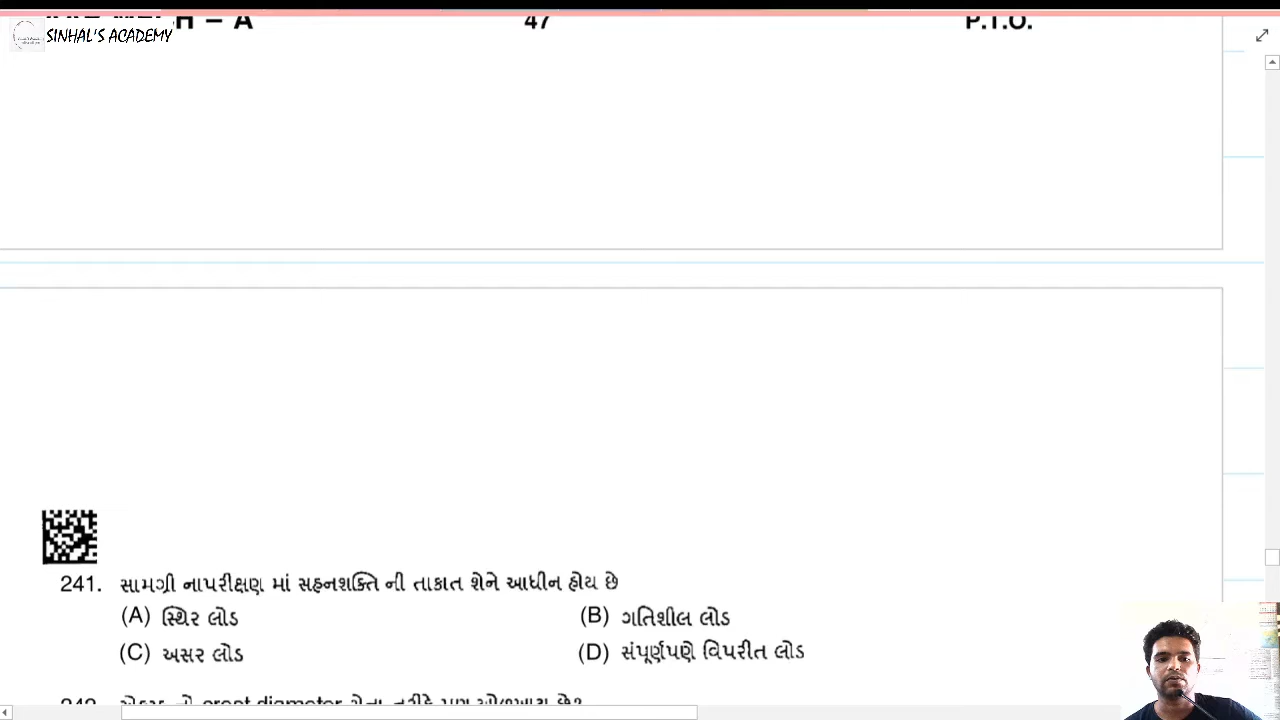 H – A 47 P.T.O.
SINHAL'S ACADEMY
241. સામગ્રી નાપરીક્ષણ માં સહનશક્તિ ની તાકાત શેને આધીન હોય છે
(A) સ્થિર લોડ (B) ગતિશીલ લોડ
(C) અસર લોડ (D) સંપૂર્ણપણે વિપરીત લોડ